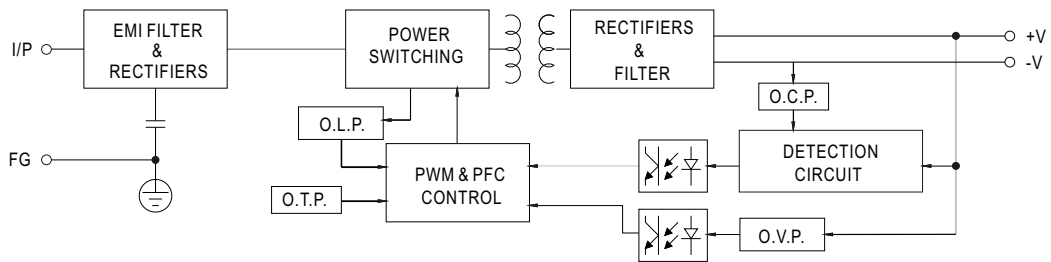 I/P
EMI FILTER
&
RECTIFIERS
POWER
SWITCHING
RECTIFIERS
&
FILTER
+V
-V
O.C.P.
O.L.P.
DETECTION
CIRCUIT
FG
PWM & PFC
CONTROL
O.T.P.
O.V.P.